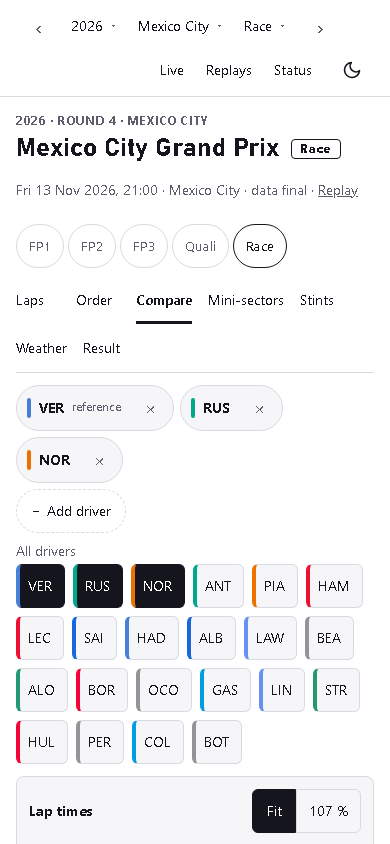 ‹ 2026 Mexico City Race ›
Live Replays Status
2026 · ROUND 4 · MEXICO CITY
Mexico City Grand Prix Race
Fri 13 Nov 2026, 21:00 · Mexico City · data final · Replay
FP1 FP2 FP3 Quali Race
Laps Order Compare Mini-sectors Stints
Weather Result
VER reference × RUS ×
NOR ×
− Add driver
All drivers
VER RUS NOR ANT PIA HAM
LEC SAI HAD ALB LAW BEA
ALO BOR OCO GAS LIN STR
HUL PER COL BOT
Lap times Fit 107 %